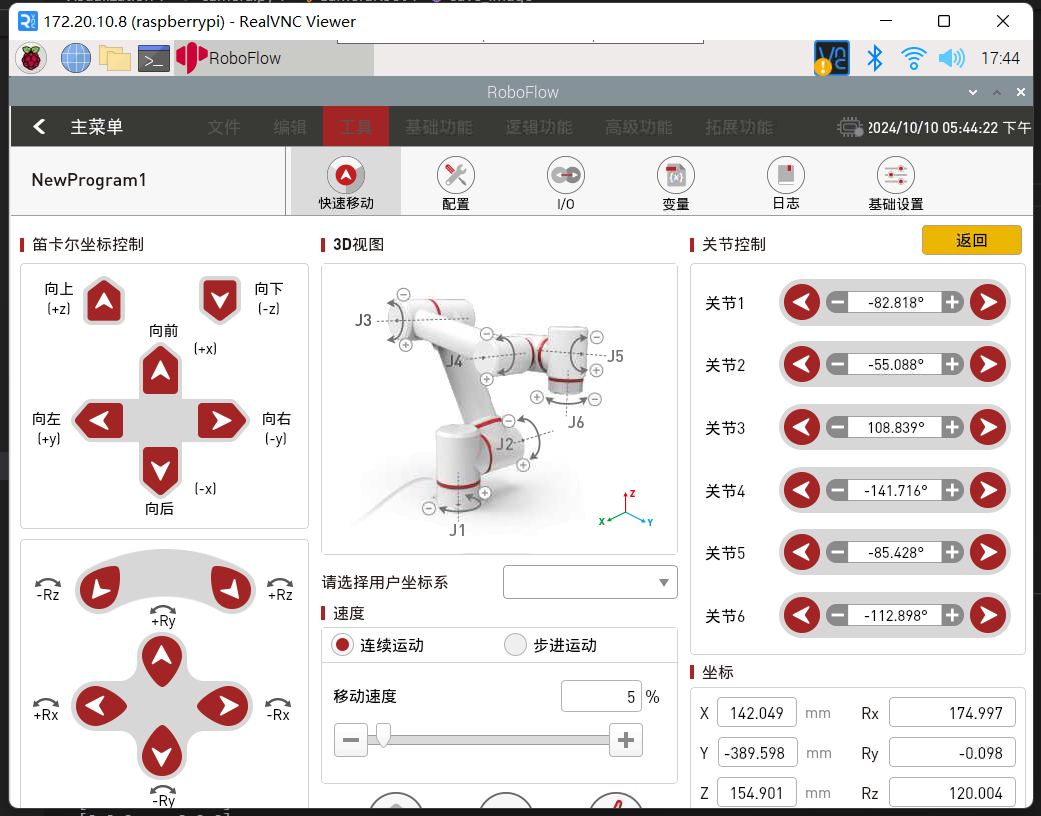 172.20.10.8 (raspberrypi) - RealVNC Viewer
RoboFlow
17:44
RoboFlow
主菜单 文件 编辑 工具 基础功能 逻辑功能 高级功能 拓展功能 2024/10/10 05:44:22 下午
NewProgram1
快速移动 配置 I/O 变量 日志 基础设置
笛卡尔坐标控制
向上
(+z)
向下
(-z)
向前
(+x)
向左
(+y)
向右
(-y)
(-x)
向后
-Rz
+Rz
+Ry
+Rx
-Rx
-Ry
3D视图
J3
J4
J5
J6
J2
J1
Z
X
Y
请选择用户坐标系
速度
连续运动 步进运动
移动速度 5 %
关节控制 返回
关节1 -82.818°
关节2 -55.088°
关节3 108.839°
关节4 -141.716°
关节5 -85.428°
关节6 -112.898°
坐标
X 142.049 mm Rx 174.997
Y -389.598 mm Ry -0.098
Z 154.901 mm Rz 120.004